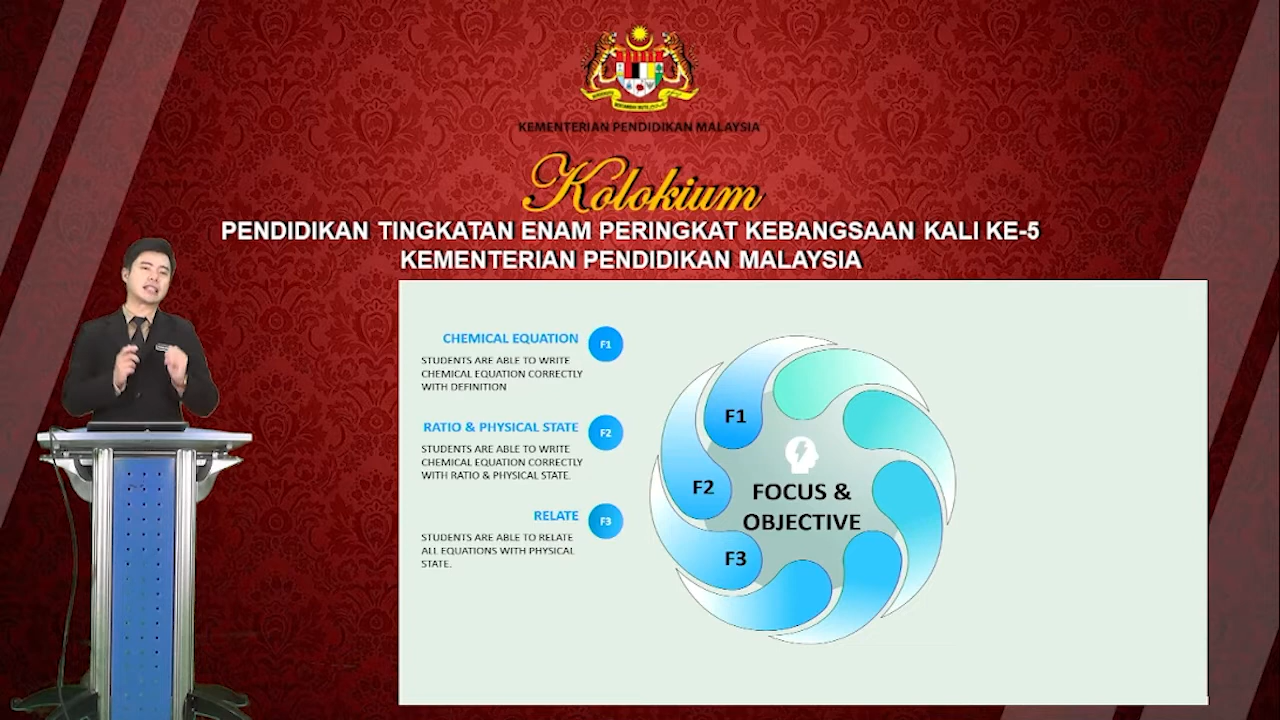 KEMENTERIAN PENDIDIKAN MALAYSIA
Kolokium
PENDIDIKAN TINGKATAN ENAM PERINGKAT KEBANGSAAN KALI KE-5
KEMENTERIAN PENDIDIKAN MALAYSIA
CHEMICAL EQUATION
F1
STUDENTS ARE ABLE TO WRITE
CHEMICAL EQUATION CORRECTLY
WITH DEFINITION
RATIO & PHYSICAL STATE
F2
STUDENTS ARE ABLE TO WRITE
CHEMICAL EQUATION CORRECTLY
WITH RATIO & PHYSICAL STATE.
RELATE
F3
STUDENTS ARE ABLE TO RELATE
ALL EQUATIONS WITH PHYSICAL
STATE.
F1
F2
F3
FOCUS &
OBJECTIVE